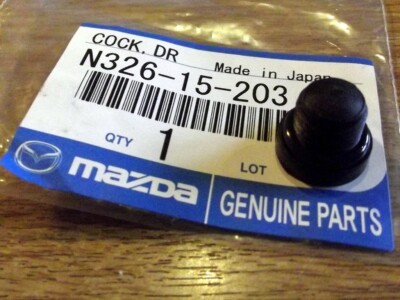 COCK, DR
Made in Japan
N326-15-203
QTY 1
LOT
mazda
GENUINE PARTS